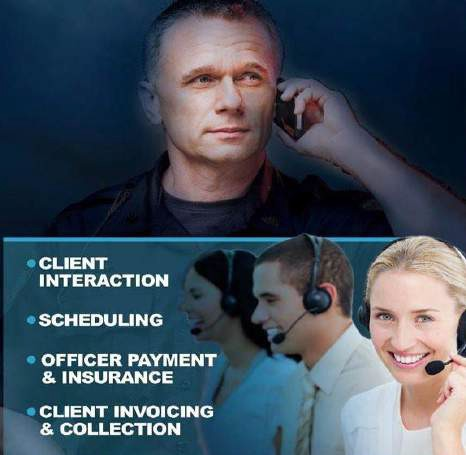 • CLIENT
INTERACTION
• SCHEDULING
• OFFICER PAYMENT
& INSURANCE
• CLIENT INVOICING
& COLLECTION